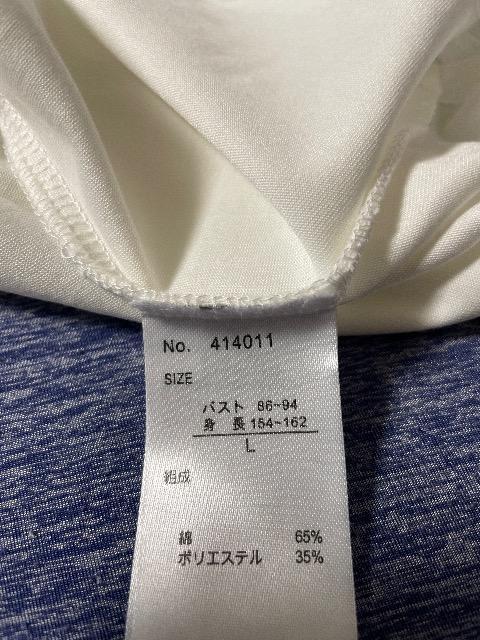 No. 414011
SIZE
バスト 86~94
身 長 154~162
L
組成
綿 65%
ポリエステル 35%